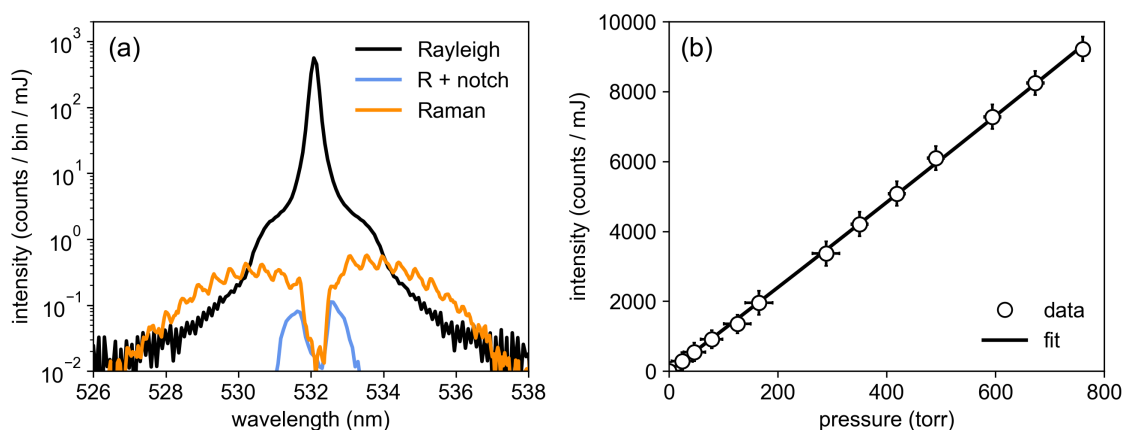 (a)
Rayleigh
R + notch
Raman
10³
10²
10¹
10⁰
10⁻¹
10⁻²
intensity (counts / bin / mJ)
526 528 530 532 534 536 538
wavelength (nm)
(b)
10000
8000
6000
4000
2000
0
intensity (counts / mJ)
data
fit
0 200 400 600 800
pressure (torr)